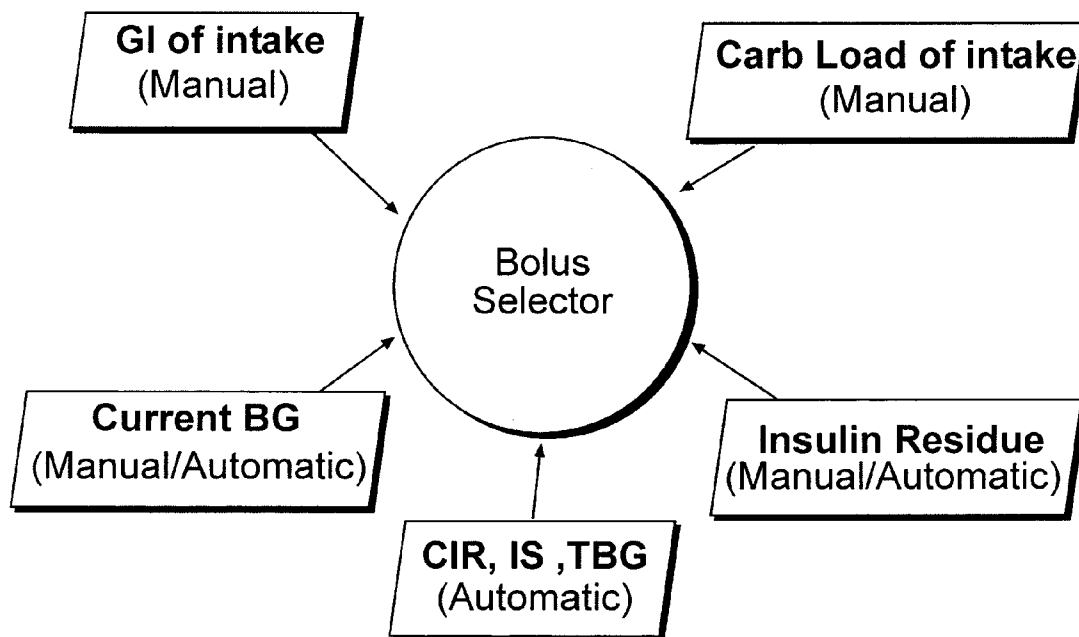 GI of intake
(Manual)
Carb Load of intake
(Manual)
Bolus
Selector
Current BG
(Manual/Automatic)
Insulin Residue
(Manual/Automatic)
CIR, IS ,TBG
(Automatic)